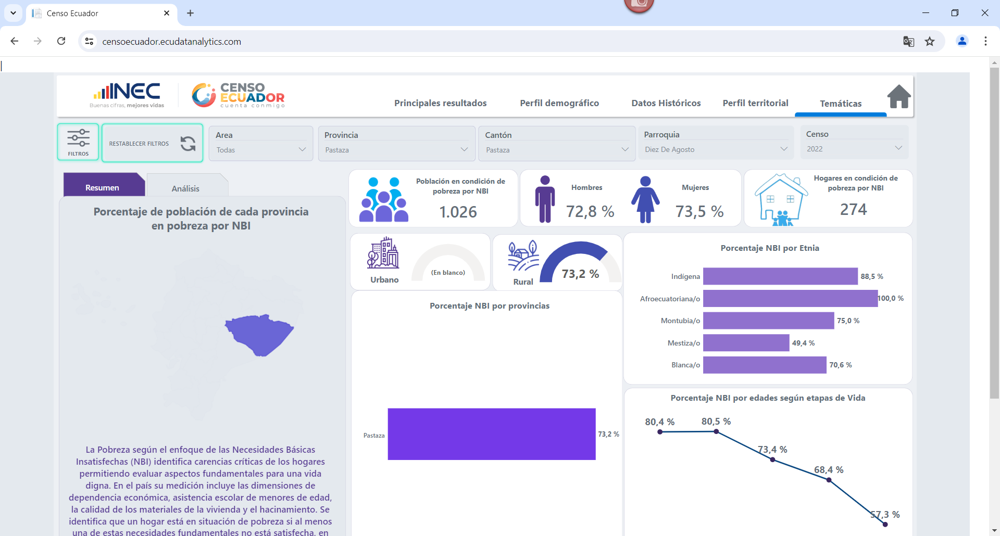 Censo Ecuador
censoecuador.ecudatanalytics.com
INEC
Buenas cifras, mejores vidas
CENSO
ECUADOR
cuenta conmigo
Principales resultados
Perfil demográfico
Datos Históricos
Perfil territorial
Temáticas
FILTROS
RESTABLECER FILTROS
Area
Todas
Provincia
Pastaza
Cantón
Pastaza
Parroquia
Diez De Agosto
Censo
2022
Resumen
Análisis
Porcentaje de población de cada provincia
en pobreza por NBI
La Pobreza según el enfoque de las Necesidades Básicas
Insatisfechas (NBI) identifica carencias críticas de los hogares
permitiendo evaluar aspectos fundamentales para una vida
digna. En el país su medición incluye las dimensiones de
dependencia económica, asistencia escolar de menores de edad,
la calidad de los materiales de la vivienda y el hacinamiento. Se
identifica que un hogar está en situación de pobreza si al menos
una de estas necesidades fundamentales no está satisfecha, en
Población en condición de
pobreza por NBI
1.026
Hombres
72,8 %
Mujeres
73,5 %
Hogares en condición de
pobreza por NBI
274
Urbano
(En blanco)
Rural
73,2 %
Porcentaje NBI por provincias
Pastaza
73,2 %
Porcentaje NBI por Etnia
Indígena 88,5 %
Afroecuatoriana/o 100,0 %
Montubia/o 75,0 %
Mestiza/o 49,4 %
Blanca/o 70,6 %
Porcentaje NBI por edades según etapas de Vida
80,4 %
80,5 %
73,4 %
68,4 %
57,3 %